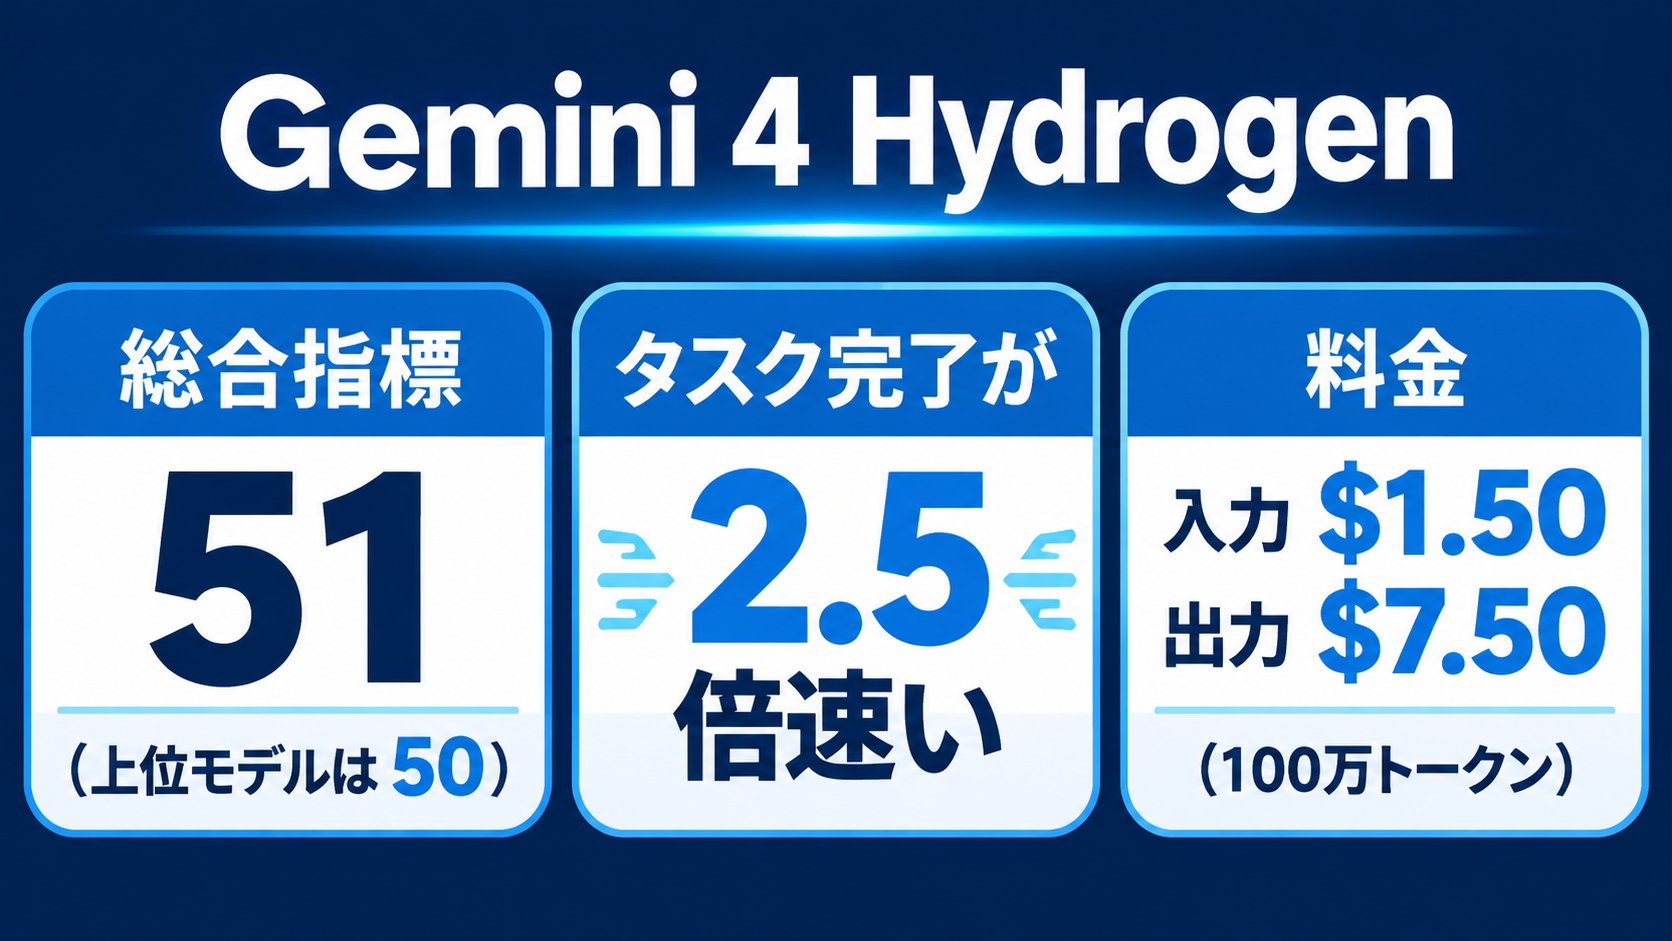 Gemini 4 Hydrogen
総合指標
51
（上位モデルは 50）
タスク完了が
2.5
倍速い
料金
入力 $1.50
出力 $7.50
（100万トークン）